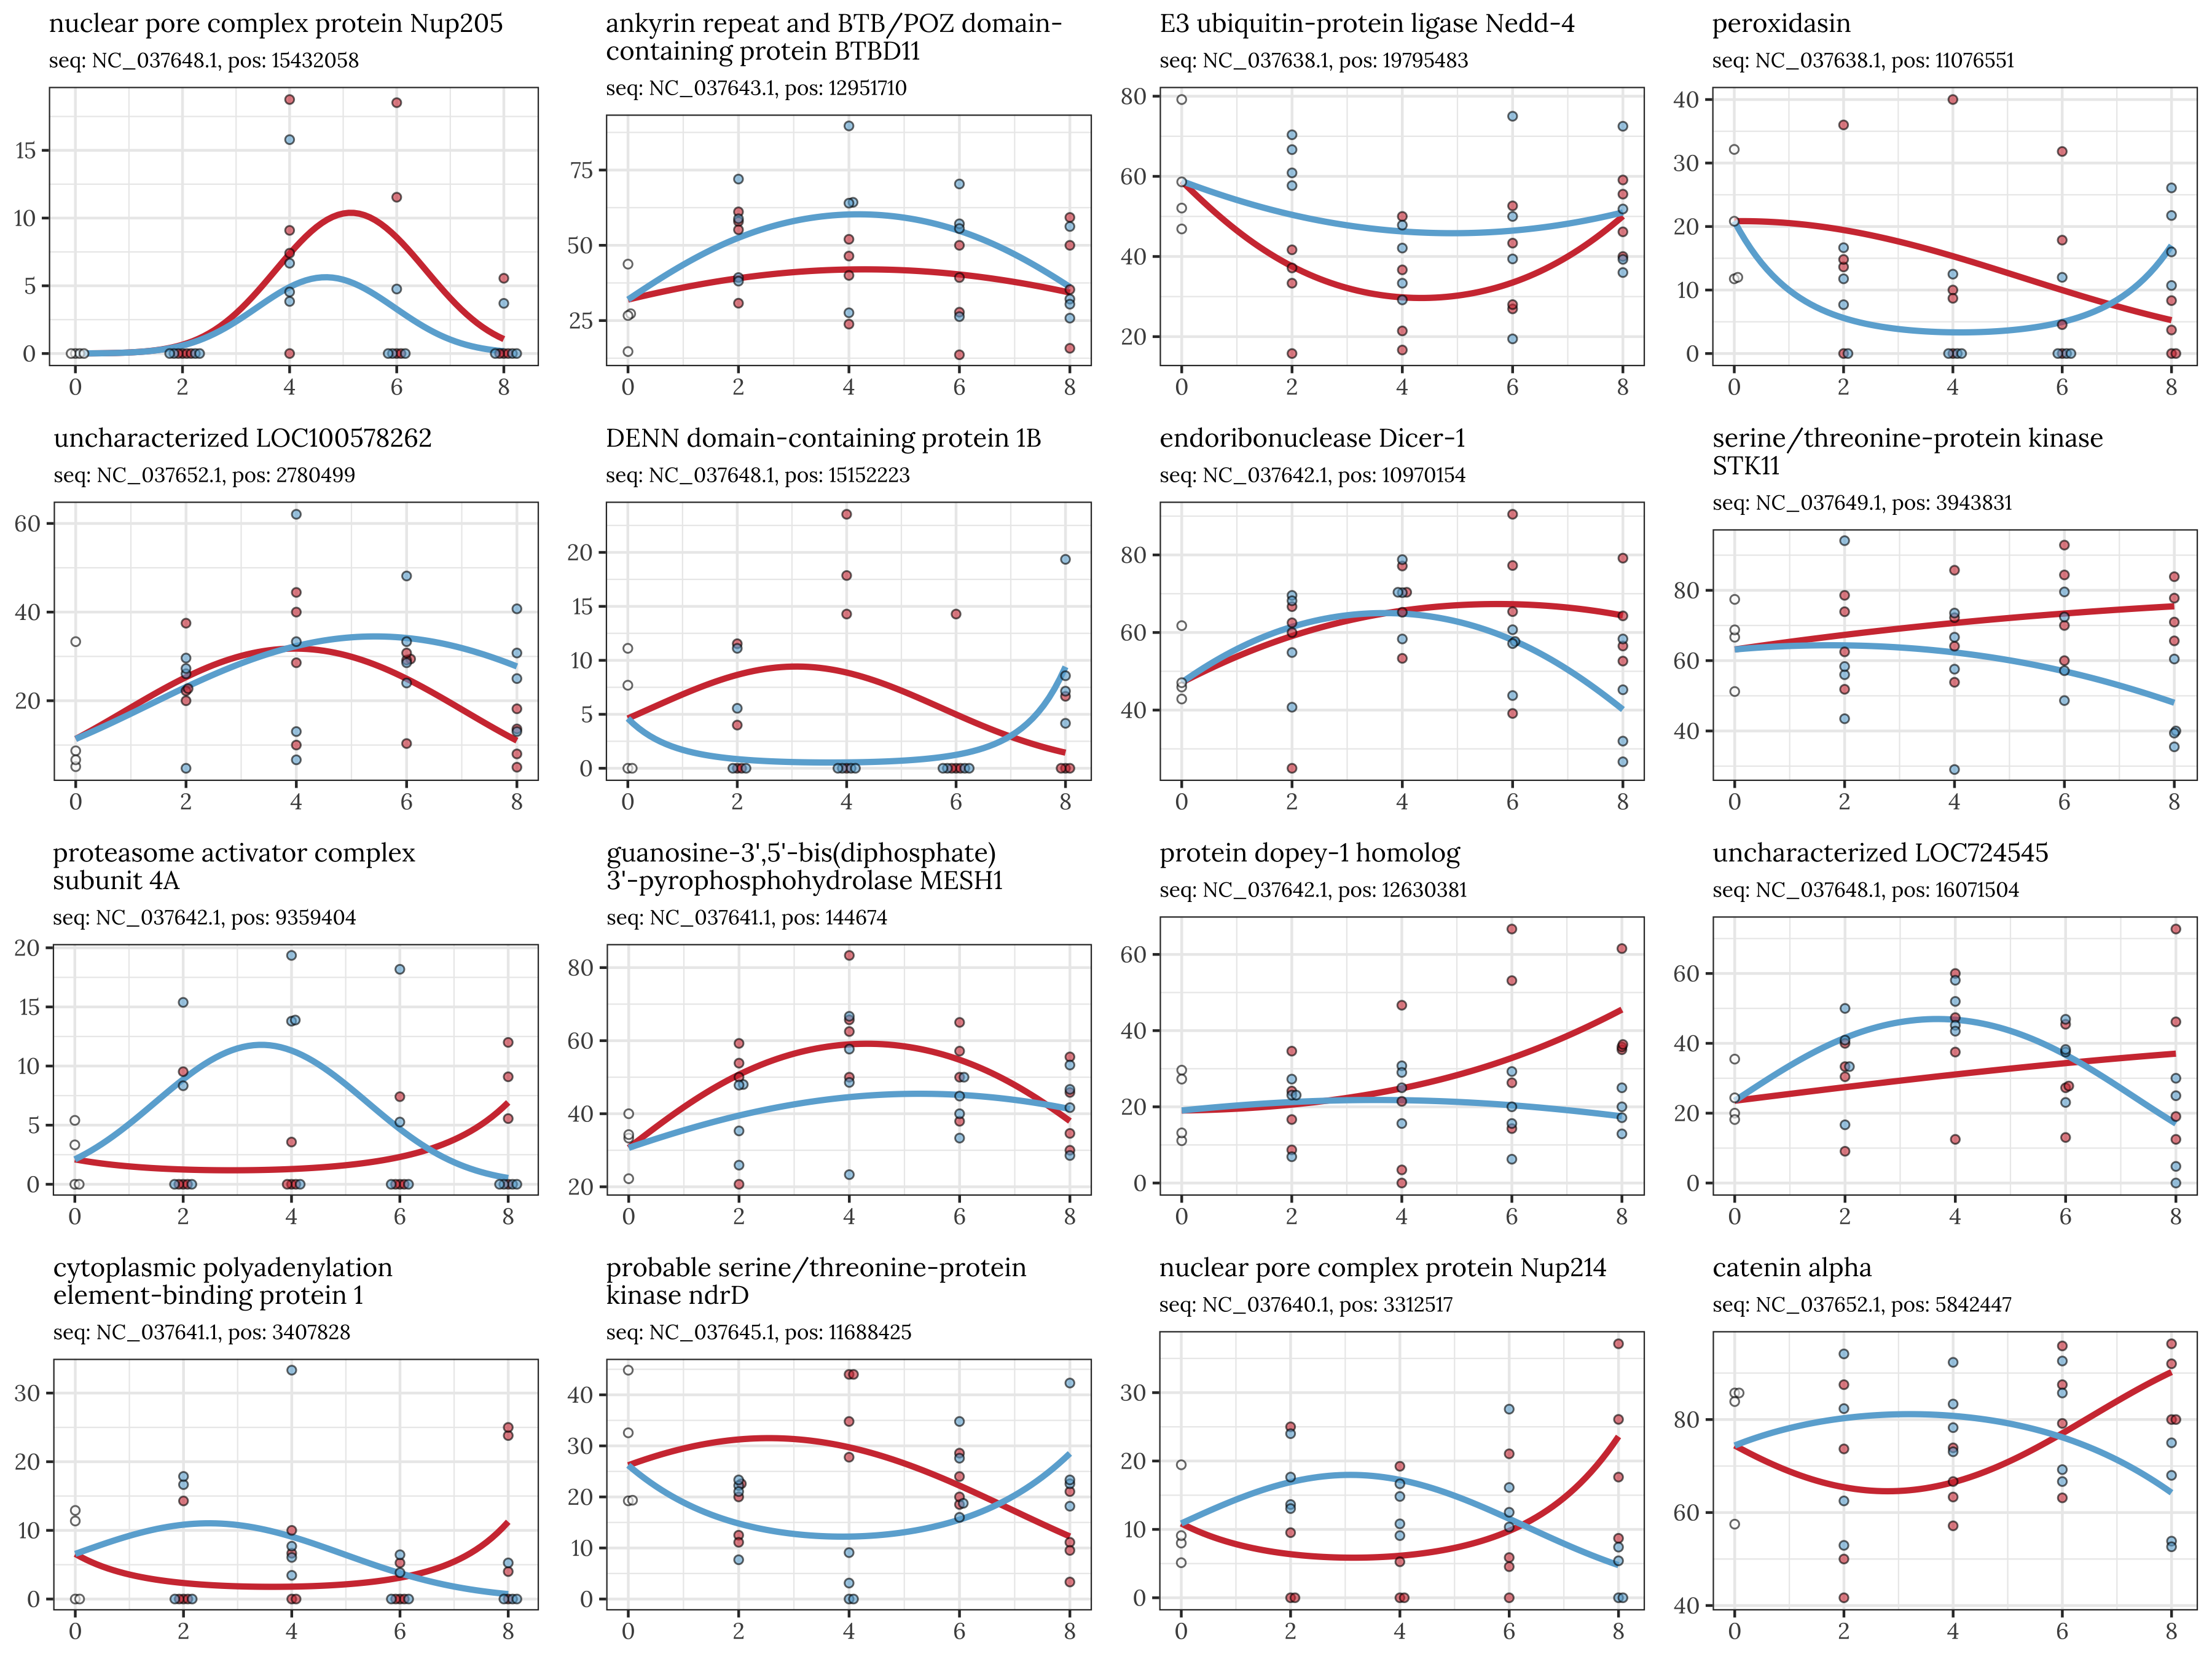 nuclear pore complex protein Nup205
seq: NC_037648.1, pos: 15432058
15
10
5
0
0 2 4 6 8
ankyrin repeat and BTB/POZ domain-
containing protein BTBD11
seq: NC_037643.1, pos: 12951710
75
50
25
0 2 4 6 8
E3 ubiquitin-protein ligase Nedd-4
seq: NC_037638.1, pos: 19795483
80
60
40
20
0 2 4 6 8
peroxidasin
seq: NC_037638.1, pos: 11076551
40
30
20
10
0
0 2 4 6 8
uncharacterized LOC100578262
seq: NC_037652.1, pos: 2780499
60
40
20
0 2 4 6 8
DENN domain-containing protein 1B
seq: NC_037648.1, pos: 15152223
20
15
10
5
0
0 2 4 6 8
endoribonuclease Dicer-1
seq: NC_037642.1, pos: 10970154
80
60
40
0 2 4 6 8
serine/threonine-protein kinase
STK11
seq: NC_037649.1, pos: 3943831
80
60
40
0 2 4 6 8
proteasome activator complex
subunit 4A
seq: NC_037642.1, pos: 9359404
20
15
10
5
0
0 2 4 6 8
guanosine-3',5'-bis(diphosphate)
3'-pyrophosphohydrolase MESH1
seq: NC_037641.1, pos: 144674
80
60
40
20
0 2 4 6 8
protein dopey-1 homolog
seq: NC_037642.1, pos: 12630381
60
40
20
0
0 2 4 6 8
uncharacterized LOC724545
seq: NC_037648.1, pos: 16071504
60
40
20
0
0 2 4 6 8
cytoplasmic polyadenylation
element-binding protein 1
seq: NC_037641.1, pos: 3407828
30
20
10
0
0 2 4 6 8
probable serine/threonine-protein
kinase ndrD
seq: NC_037645.1, pos: 11688425
40
30
20
10
0
0 2 4 6 8
nuclear pore complex protein Nup214
seq: NC_037640.1, pos: 3312517
30
20
10
0
0 2 4 6 8
catenin alpha
seq: NC_037652.1, pos: 5842447
80
60
40
0 2 4 6 8